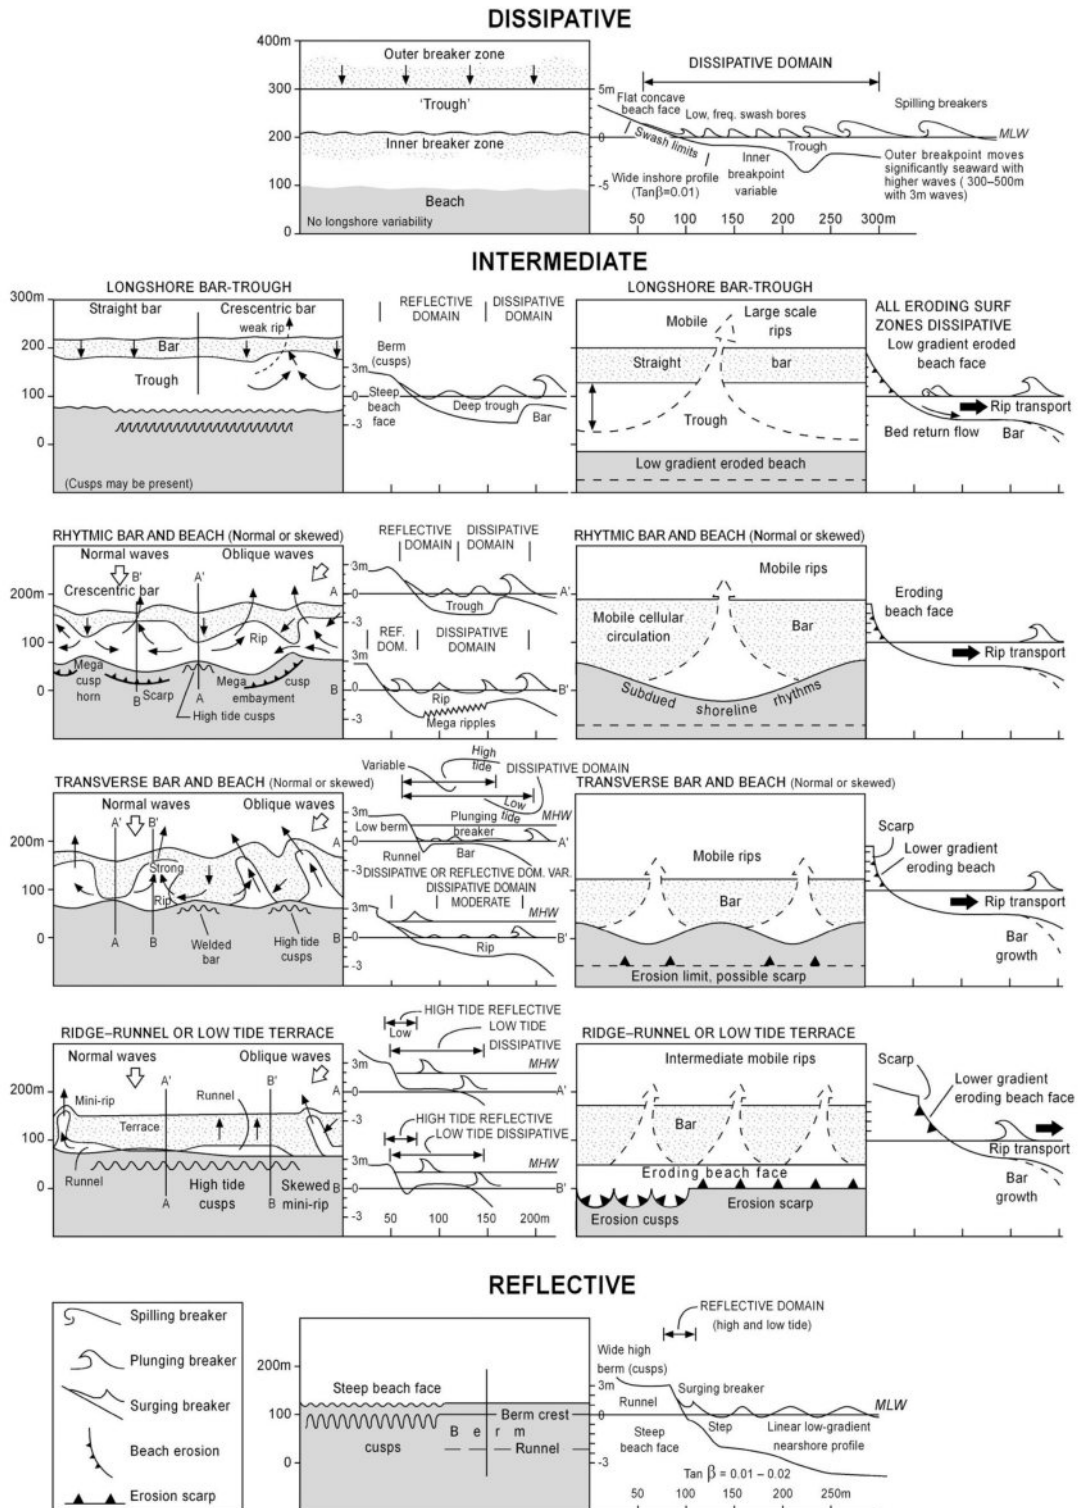 DISSIPATIVE
400m
300
200
100
0
Outer breaker zone
'Trough'
Inner breaker zone
Beach
No longshore variability
DISSIPATIVE DOMAIN
5m
0
-5
Flat concave
beach face
Low, freq. swash bores
Spilling breakers
MLW
Swash limits
Trough
Wide inshore profile
(Tanβ=0.01)
Inner
breakpoint
variable
Outer breakpoint moves
significantly seaward with
higher waves ( 300–500m
with 3m waves)
50 100 150 200 250 300m
INTERMEDIATE
LONGSHORE BAR-TROUGH
300m
200
100
0
Straight bar
Crescentric bar
weak rip
Bar
Trough
(Cusps may be present)
REFLECTIVE
DOMAIN
DISSIPATIVE
DOMAIN
Berm
(cusps)
3m
0
-3
Steep
beach
face
Deep trough
Bar
LONGSHORE BAR-TROUGH
Mobile
Large scale
rips
Straight
bar
Trough
Low gradient eroded beach
ALL ERODING SURF
ZONES DISSIPATIVE
Low gradient eroded
beach face
Rip transport
Bed return flow
Bar
RHYTMIC BAR AND BEACH (Normal or skewed)
Normal waves
Oblique waves
200m
100
0
B'
A'
Crescentric bar
Rip
Mega
cusp
horn
Scarp
B
A
Mega
embayment
cusp
High tide cusps
REFLECTIVE
DOMAIN
DISSIPATIVE
DOMAIN
3m
A
0
-3
Trough
A'
REF.
DOM.
DISSIPATIVE
DOMAIN
3m
B
0
-3
Rip
Mega ripples
B'
RHYTMIC BAR AND BEACH (Normal or skewed)
Mobile rips
Mobile cellular
circulation
Bar
Subdued shoreline rhythms
Eroding
beach face
Rip transport
TRANSVERSE BAR AND BEACH (Normal or skewed)
Normal waves
Oblique waves
200m
100
0
A'
B'
Strong
Rip
A
B
Welded
bar
High tide
cusps
Variable
High
tide
DISSIPATIVE DOMAIN
Low
tide
3m
A
0
-3
Low berm
Plunging
breaker
MHW
A'
Runnel
Bar
DISSIPATIVE OR REFLECTIVE DOM. VAR.
DISSIPATIVE DOMAIN
MODERATE
3m
B
0
-3
MHW
B'
Rip
TRANSVERSE BAR AND BEACH (Normal or skewed)
Mobile rips
Bar
Erosion limit, possible scarp
Scarp
Lower gradient
eroding beach
Rip transport
Bar
growth
RIDGE–RUNNEL OR LOW TIDE TERRACE
Normal waves
Oblique waves
200m
100
0
Mini-rip
A'
Runnel
B'
Terrace
Runnel
A
High tide
cusps
B
Skewed
mini-rip
HIGH TIDE REFLECTIVE
Low
LOW TIDE
DISSIPATIVE
3m
A
0
-3
MHW
A'
HIGH TIDE REFLECTIVE
LOW TIDE DISSIPATIVE
3m
B
0
-3
MHW
B'
50 100 150 200m
RIDGE–RUNNEL OR LOW TIDE TERRACE
Intermediate mobile rips
Bar
Eroding beach face
Erosion cusps
Erosion scarp
Scarp
Lower gradient
eroding beach face
Rip transport
Bar
growth
REFLECTIVE
Spilling breaker
Plunging breaker
Surging breaker
Beach erosion
Erosion scarp
200m
100
0
Steep beach face
cusps
Berm crest
B e r m
Runnel
REFLECTIVE DOMAIN
(high and low tide)
Wide high
berm (cusps)
3m
0
-3
Runnel
Surging breaker
MLW
Steep
beach face
Step
Linear low-gradient
nearshore profile
Tan β = 0.01 – 0.02
50 100 150 200 250m